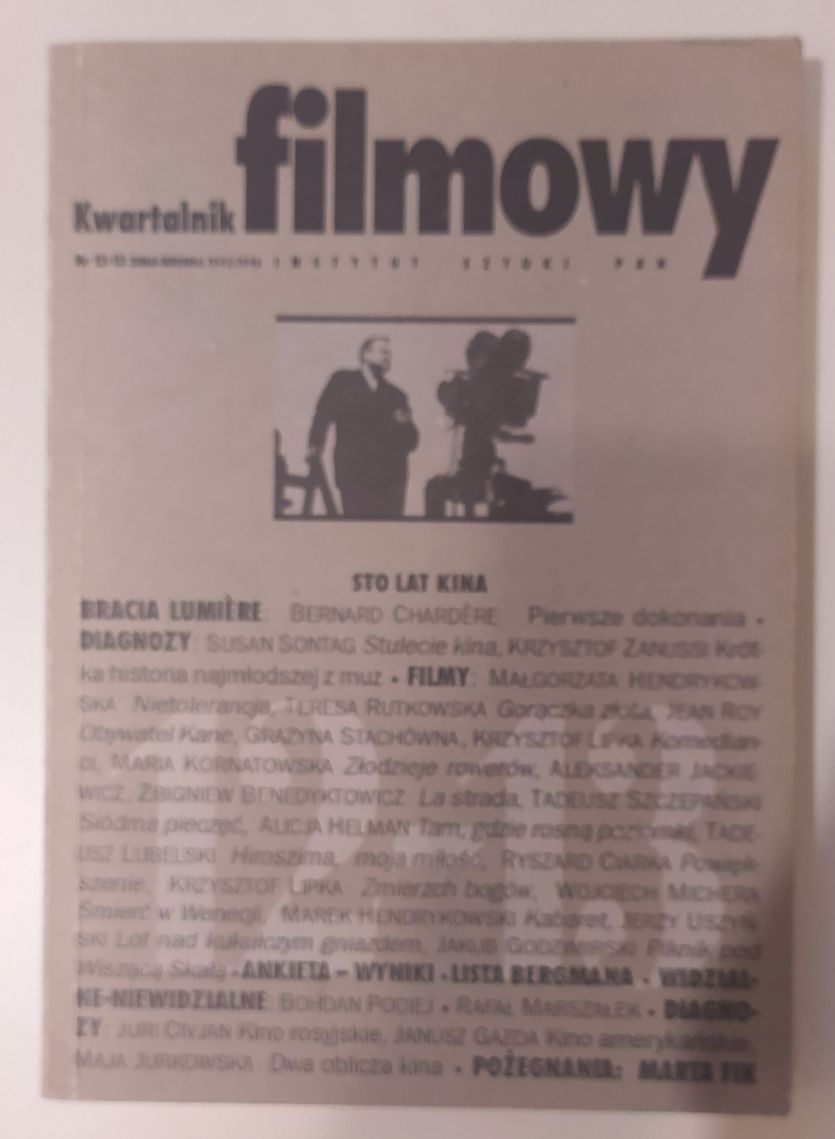 Kwartalnik filmowy
INSTYTUT SZTUKI PAN
STO LAT KINA
BRACIA LUMIÈRE: BERNARD CHARDÈRE Pierwsze dokonania •
DIAGNOZY: SUSAN SONTAG Stulecie kina, KRZYSZTOF ZANUSSI Krót-
ka historia najmłodszej z muz • FILMY: MAŁGORZATA HENDRYKOW-
SKA Nietolerancja, TERESA RUTKOWSKA Gorączka złota, JEAN ROY
Obywatel Kane, GRAŻYNA STACHÓWNA, KRZYSZTOF LIPKA Komedian-
ci, MARIA KORNATOWSKA Złodzieje rowerów, ALEKSANDER JACKIE-
WICZ, ZBIGNIEW BENEDYKTOWICZ La strada, TADEUSZ SZCZEPAŃSKI
Siódma pieczęć, ALICJA HELMAN Tam, gdzie rosną poziomki, TADE-
USZ LUBELSKI Hiroszima, moja miłość, RYSZARD CIARKA Powięk-
szenie, KRZYSZTOF LIPKA Zmierzch bogów, WOJCIECH MICHERA
Śmierć w Wenecji, MAREK HENDRYKOWSKI Kabaret, JERZY USZYŃ-
SKI Lot nad kukułczym gniazdem, JAKUB GODZIMIRSKI Piknik pod
Wiszącą Skałą • ANKIETA – WYNIKI • LISTA BERGMANA • WIDZIAL-
NE-NIEWIDZIALNE: BOHDAN POCIEJ • RAFAŁ MARSZAŁEK • DIAGNO-
ZY: JURI CIVJAN Kino rosyjskie, JANUSZ GAZDA Kino amerykańskie,
MAJA JURKOWSKA Dwa oblicza kina • POŻEGNANIA: MARTA FIK
12-13